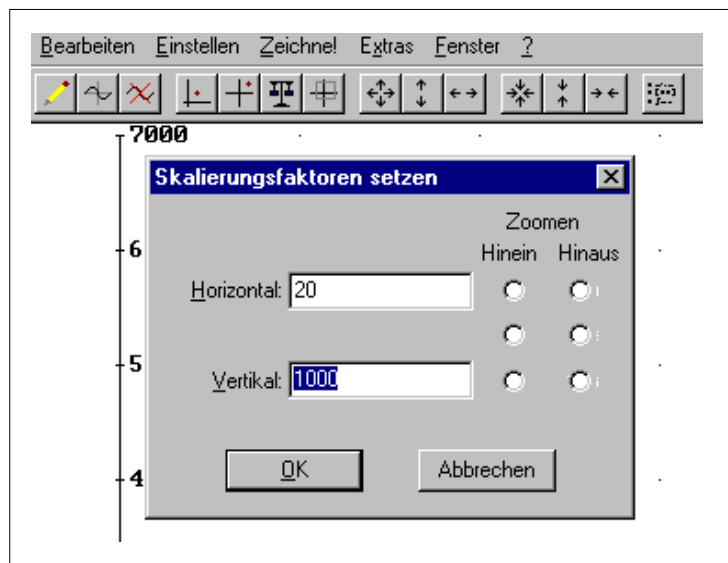 Bearbeiten Einstellen Zeichne! Extras Fenster ?
7000
Skalierungsfaktoren setzen
Zoomen
6
Hinein Hinaus
Horizontal: 20
5
Vertikal: 1000
4
OK Abbrechen